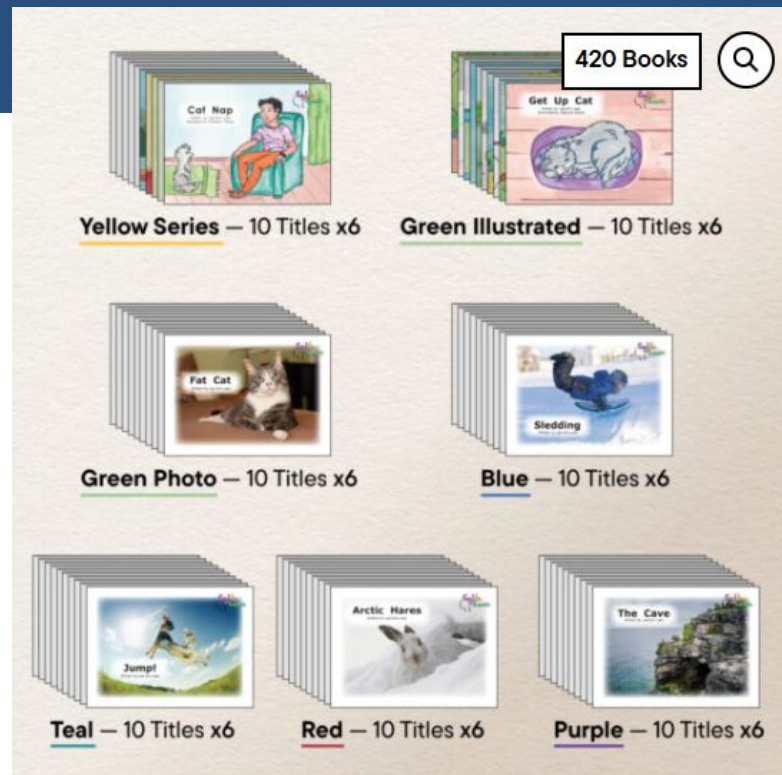 420 Books
Cat Nap
Get Up Cat
Yellow Series — 10 Titles x6
Green Illustrated — 10 Titles x6
Fat Cat
Sledding
Green Photo — 10 Titles x6
Blue — 10 Titles x6
Jump!
Arctic Hares
The Cave
Teal — 10 Titles x6
Red — 10 Titles x6
Purple — 10 Titles x6